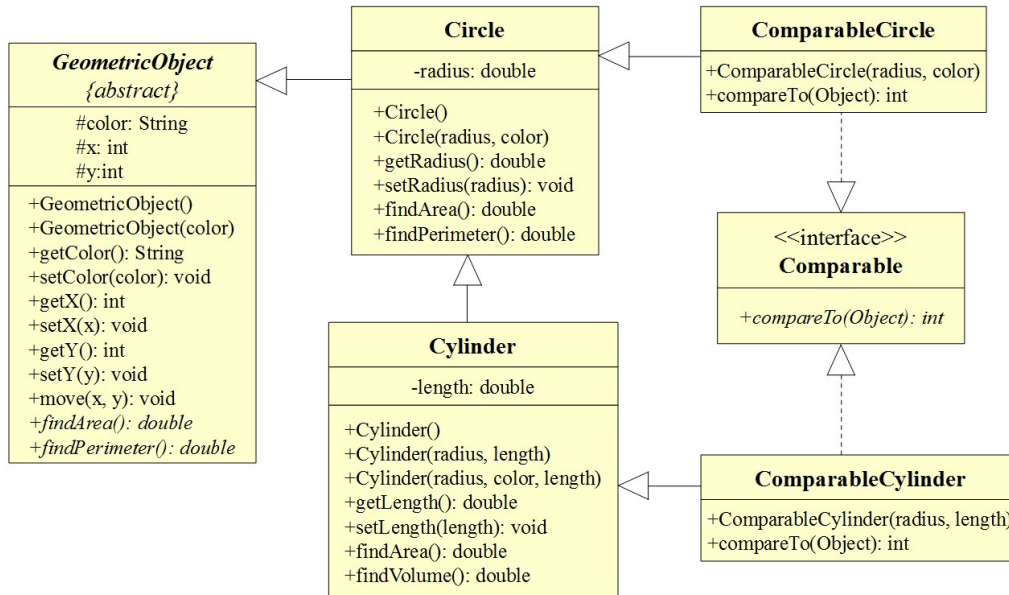 GeometricObject
{abstract}
#color: String
#x: int
#y:int
+GeometricObject()
+GeometricObject(color)
+getColor(): String
+setColor(color): void
+getX(): int
+setX(x): void
+getY(): int
+setY(y): void
+move(x, y): void
+findArea(): double
+findPerimeter(): double
Circle
-radius: double
+Circle()
+Circle(radius, color)
+getRadius(): double
+setRadius(radius): void
+findArea(): double
+findPerimeter(): double
Cylinder
-length: double
+Cylinder()
+Cylinder(radius, length)
+Cylinder(radius, color, length)
+getLength(): double
+setLength(length): void
+findArea(): double
+findVolume(): double
ComparableCircle
+ComparableCircle(radius, color)
+compareTo(Object): int
<<interface>>
Comparable
+compareTo(Object): int
ComparableCylinder
+ComparableCylinder(radius, length)
+compareTo(Object): int